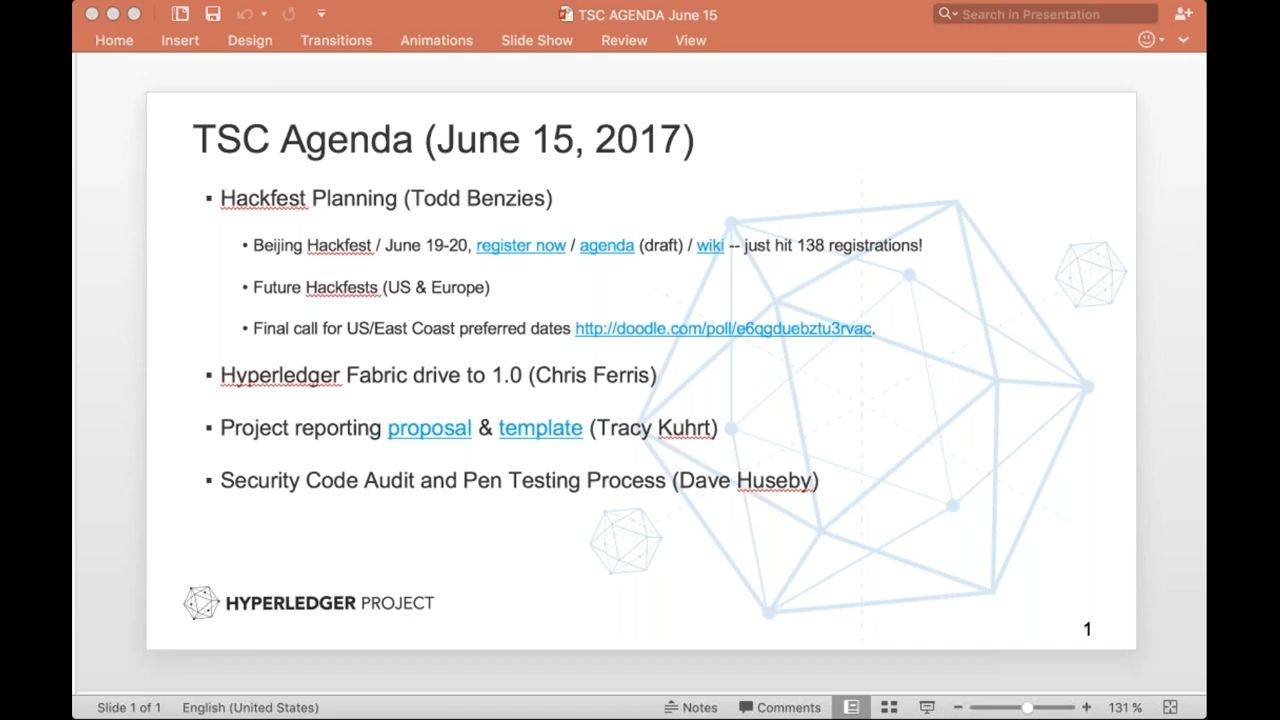 TSC AGENDA June 15
Search in Presentation
Home Insert Design Transitions Animations Slide Show Review View
TSC Agenda (June 15, 2017)
▪ Hackfest Planning (Todd Benzies)
• Beijing Hackfest / June 19-20, register now / agenda (draft) / wiki -- just hit 138 registrations!
• Future Hackfests (US & Europe)
• Final call for US/East Coast preferred dates http://doodle.com/poll/e6qgduebztu3rvac.
▪ Hyperledger Fabric drive to 1.0 (Chris Ferris)
▪ Project reporting proposal & template (Tracy Kuhrt)
▪ Security Code Audit and Pen Testing Process (Dave Huseby)
HYPERLEDGER PROJECT
1
Slide 1 of 1 English (United States) Notes Comments 131 %